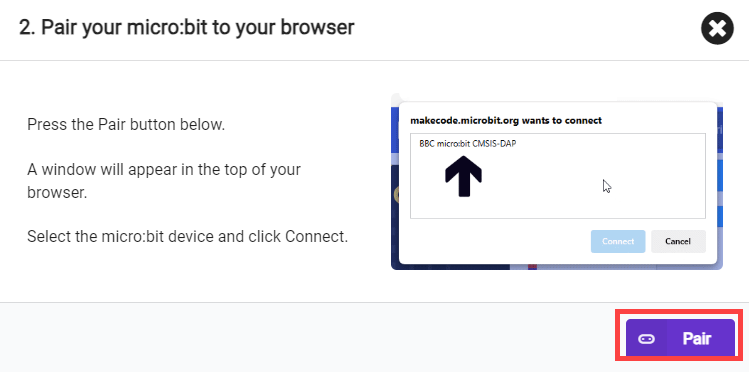 2. Pair your micro:bit to your browser
Press the Pair button below.
A window will appear in the top of your
browser.
Select the micro:bit device and click Connect.
makecode.microbit.org wants to connect
BBC micro:bit CMSIS-DAP
Connect
Cancel
Pair